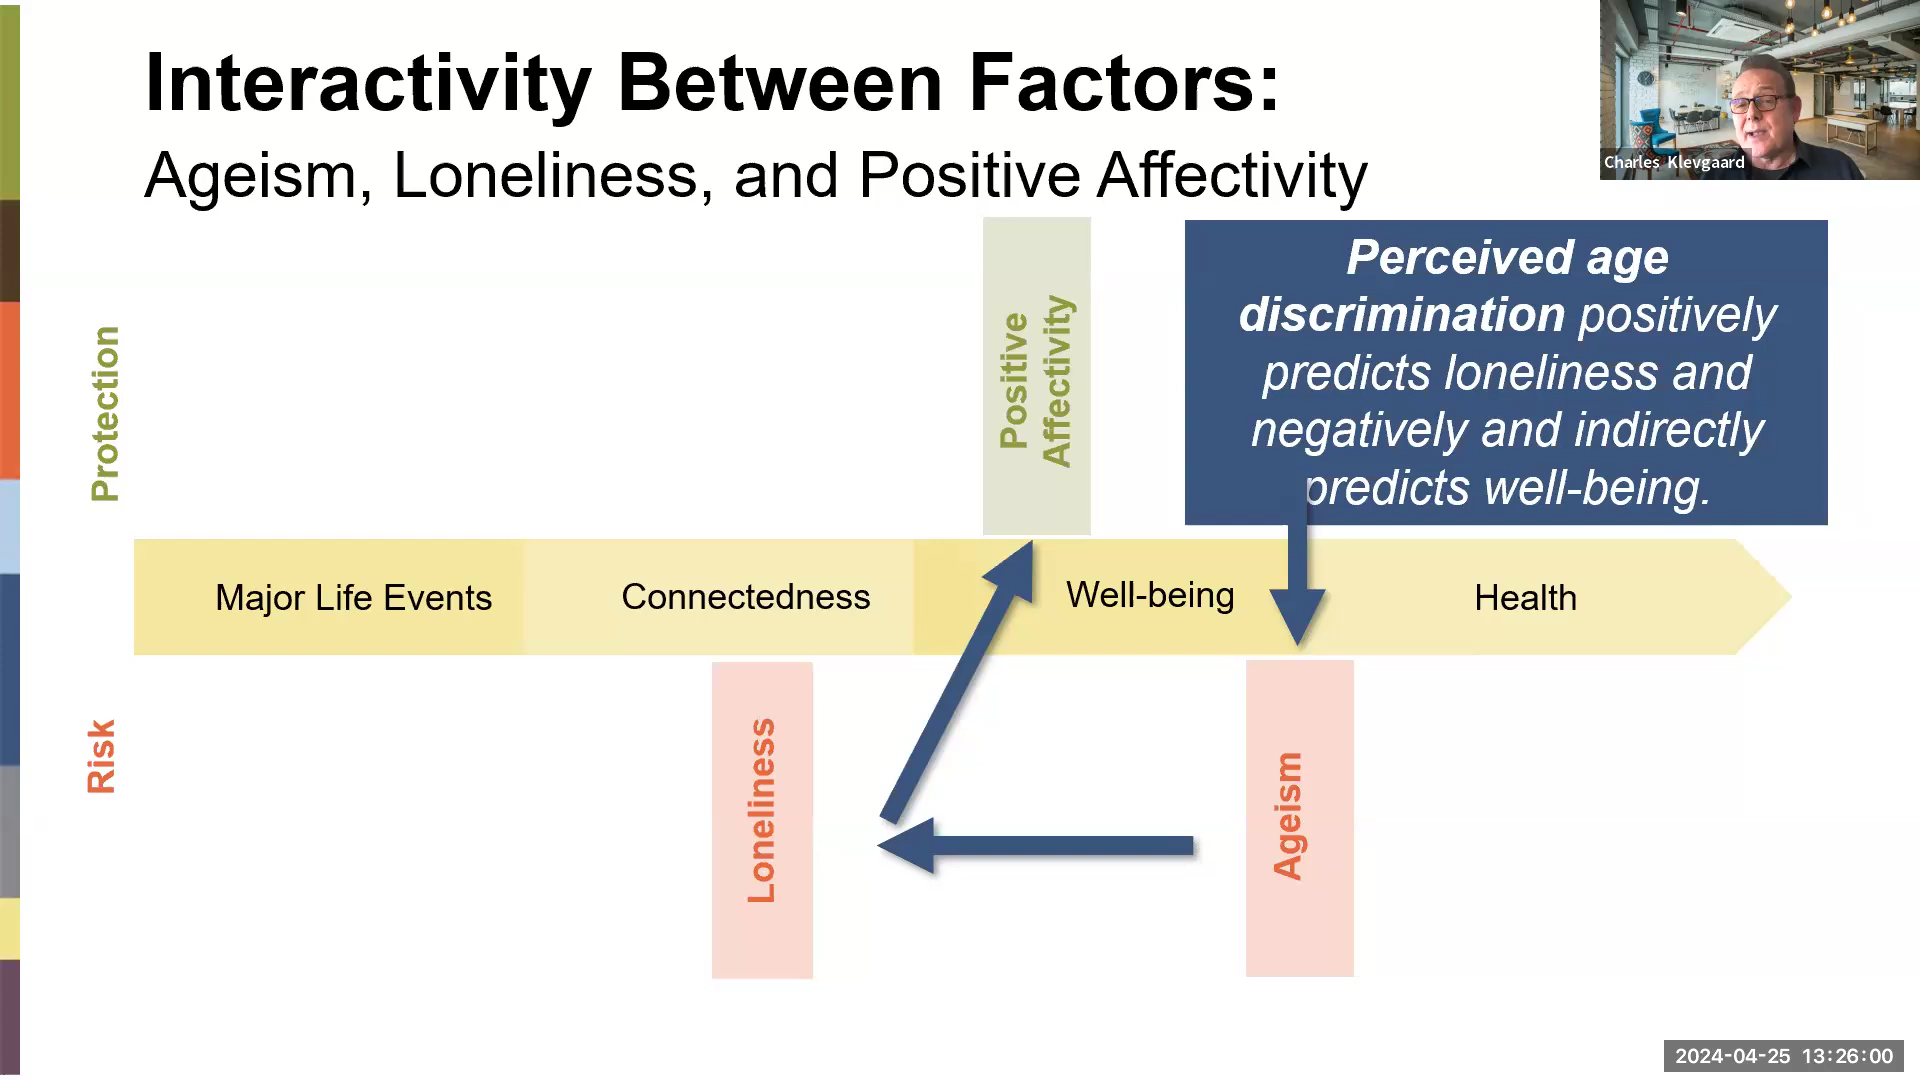 Interactivity Between Factors:
Ageism, Loneliness, and Positive Affectivity
Charles Klevgaard
Perceived age
discrimination positively
predicts loneliness and
negatively and indirectly
predicts well-being.
Protection
Positive
Affectivity
Major Life Events
Connectedness
Well-being
Health
Risk
Loneliness
Ageism
2024-04-25 13:26:00